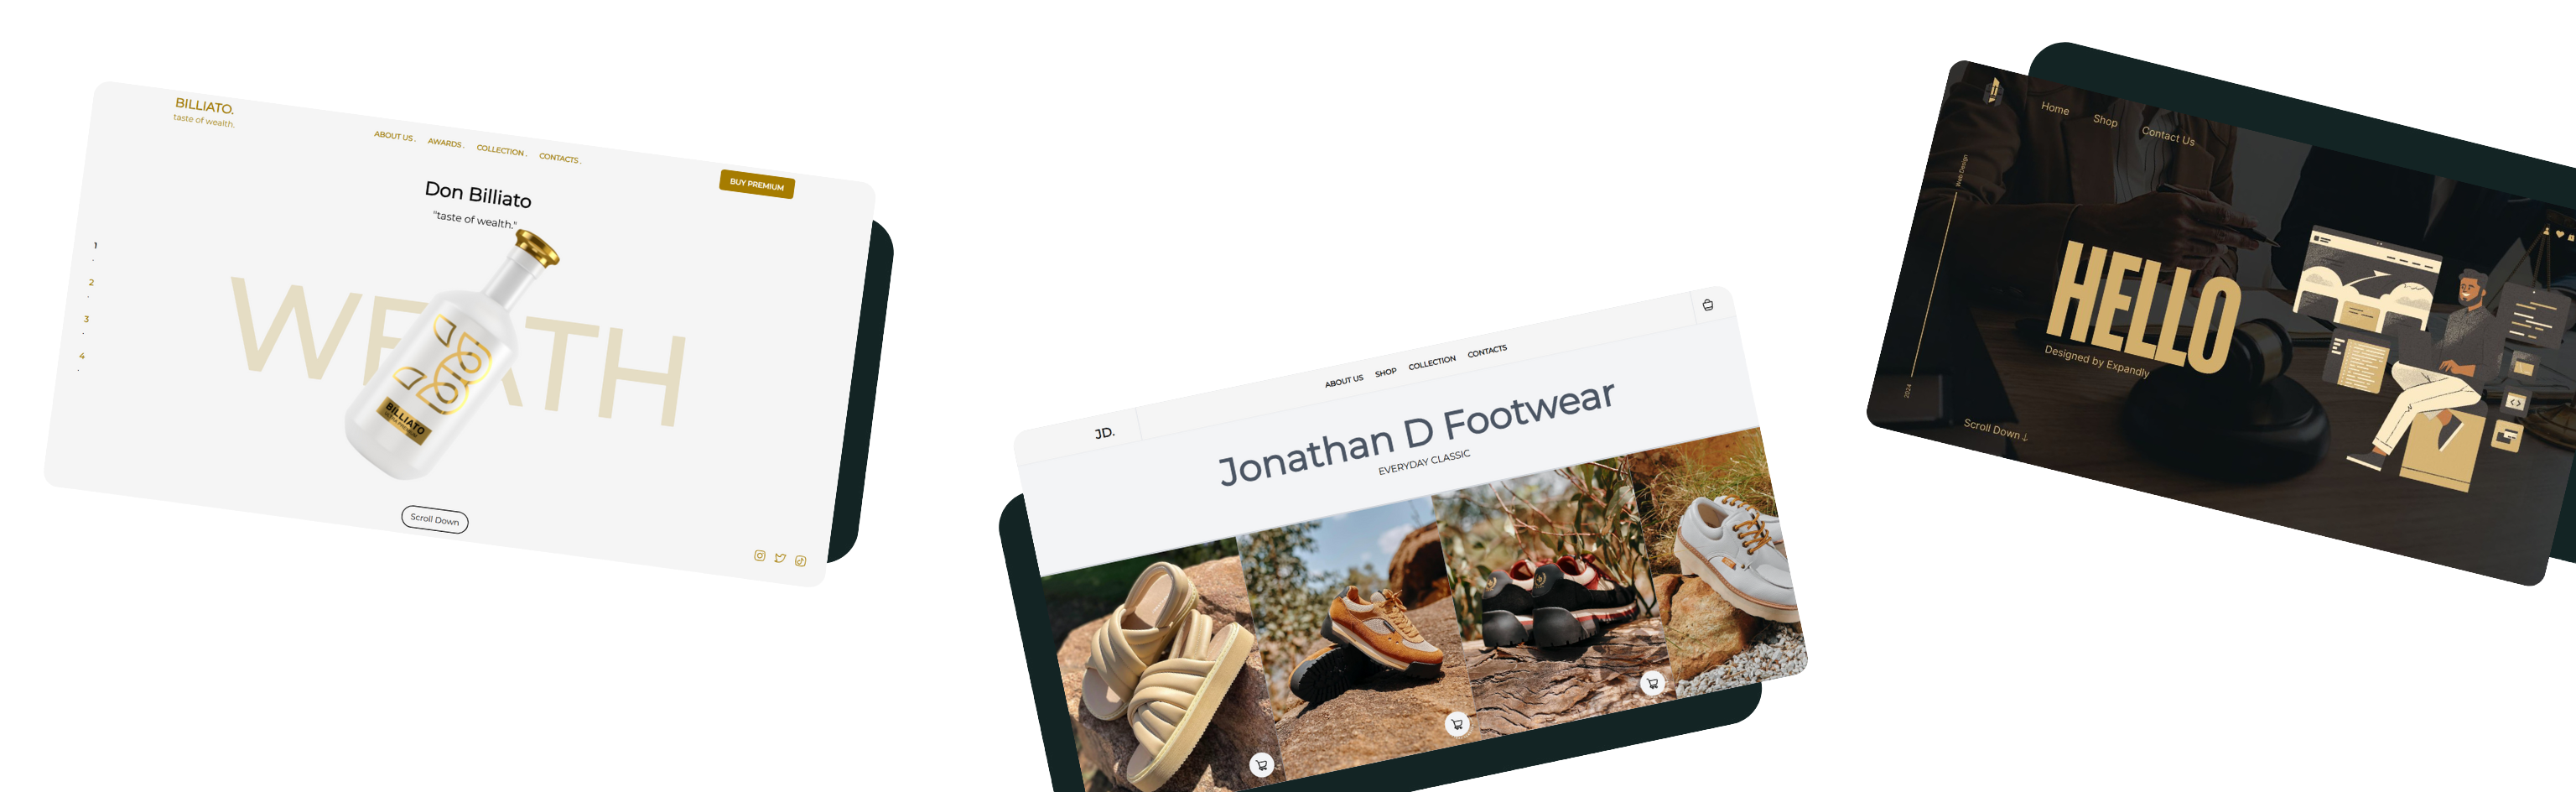 BILLIATO.
taste of wealth.
ABOUT US . AWARDS . COLLECTION . CONTACTS .
BUY PREMIUM
Don Billiato
"taste of wealth."
1
2
3
4
WE TH
BILLIATO
Scroll Down
JD.
ABOUT US SHOP COLLECTION CONTACTS
Jonathan D Footwear
EVERYDAY CLASSIC
Home Shop Contact Us
Web Design
2024
HELLO
Designed by Expandly
Scroll Down ↓